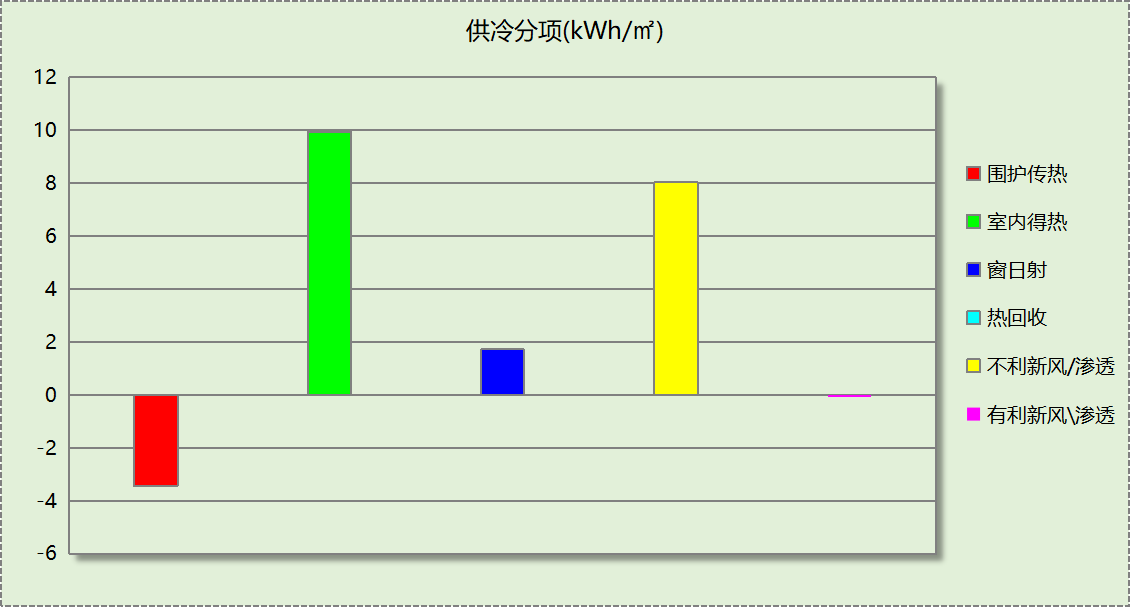 供冷分项(kWh/㎡)
12
10
8
6
4
2
0
-2
-4
-6
围护传热
室内得热
窗日射
热回收
不利新风/渗透
有利新风\渗透